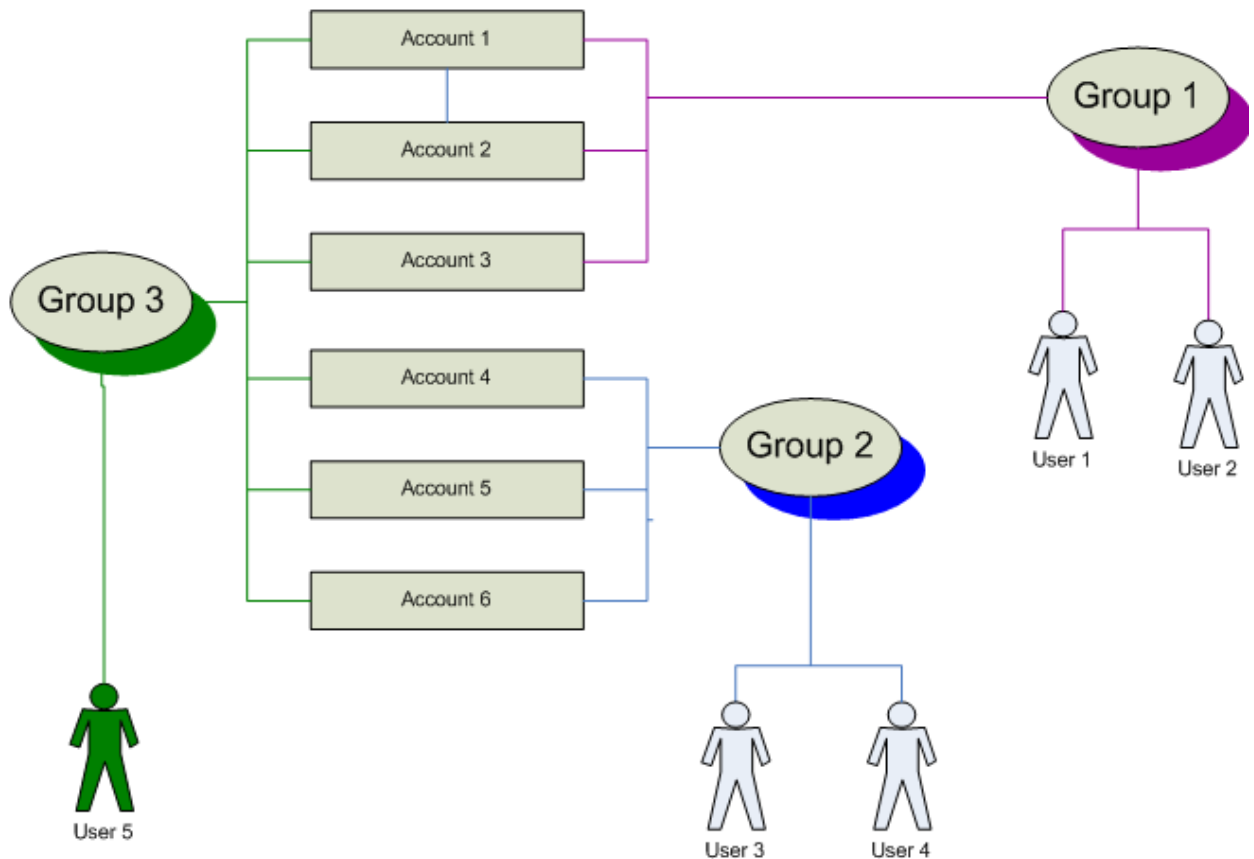 Account 1
Group 1
Account 2
Account 3
Group 3
Account 4
Group 2
Account 5
User 1
User 2
Account 6
User 5
User 3
User 4